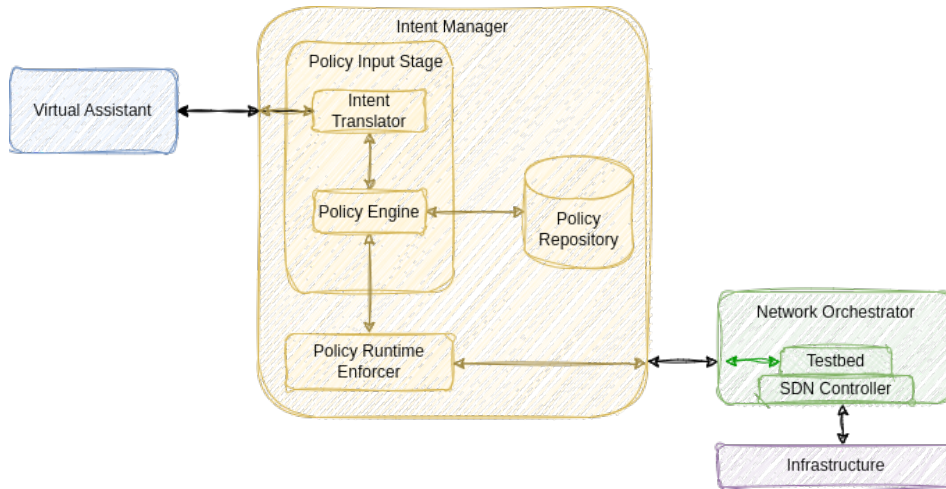 Intent Manager
Policy Input Stage
Virtual Assistant
Intent
Translator
Policy Engine
Policy
Repository
Policy Runtime
Enforcer
Network Orchestrator
Testbed
SDN Controller
Infrastructure